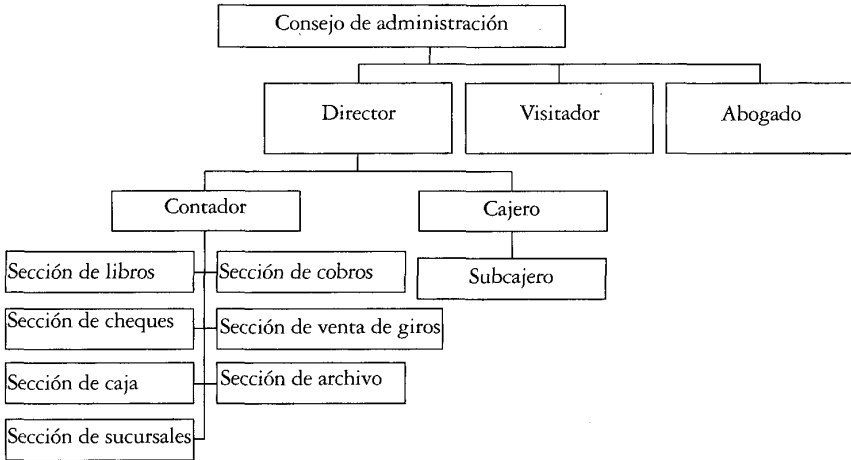 Consejo de administración
Director
Visitador
Abogado
Contador
Cajero
Sección de libros
Sección de cobros
Subcajero
Sección de cheques
Sección de venta de giros
Sección de caja
Sección de archivo
Sección de sucursales